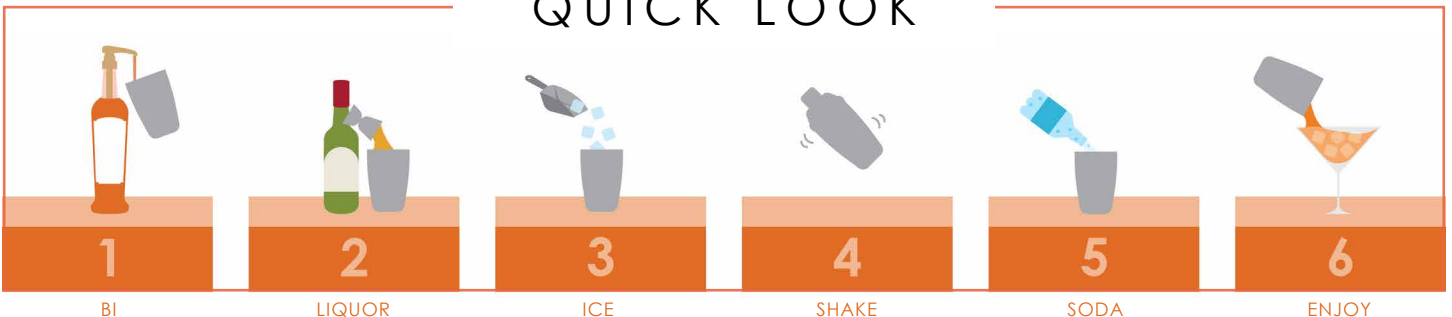 QUICK LOOK
1
2
3
4
5
6
BI
LIQUOR
ICE
SHAKE
SODA
ENJOY